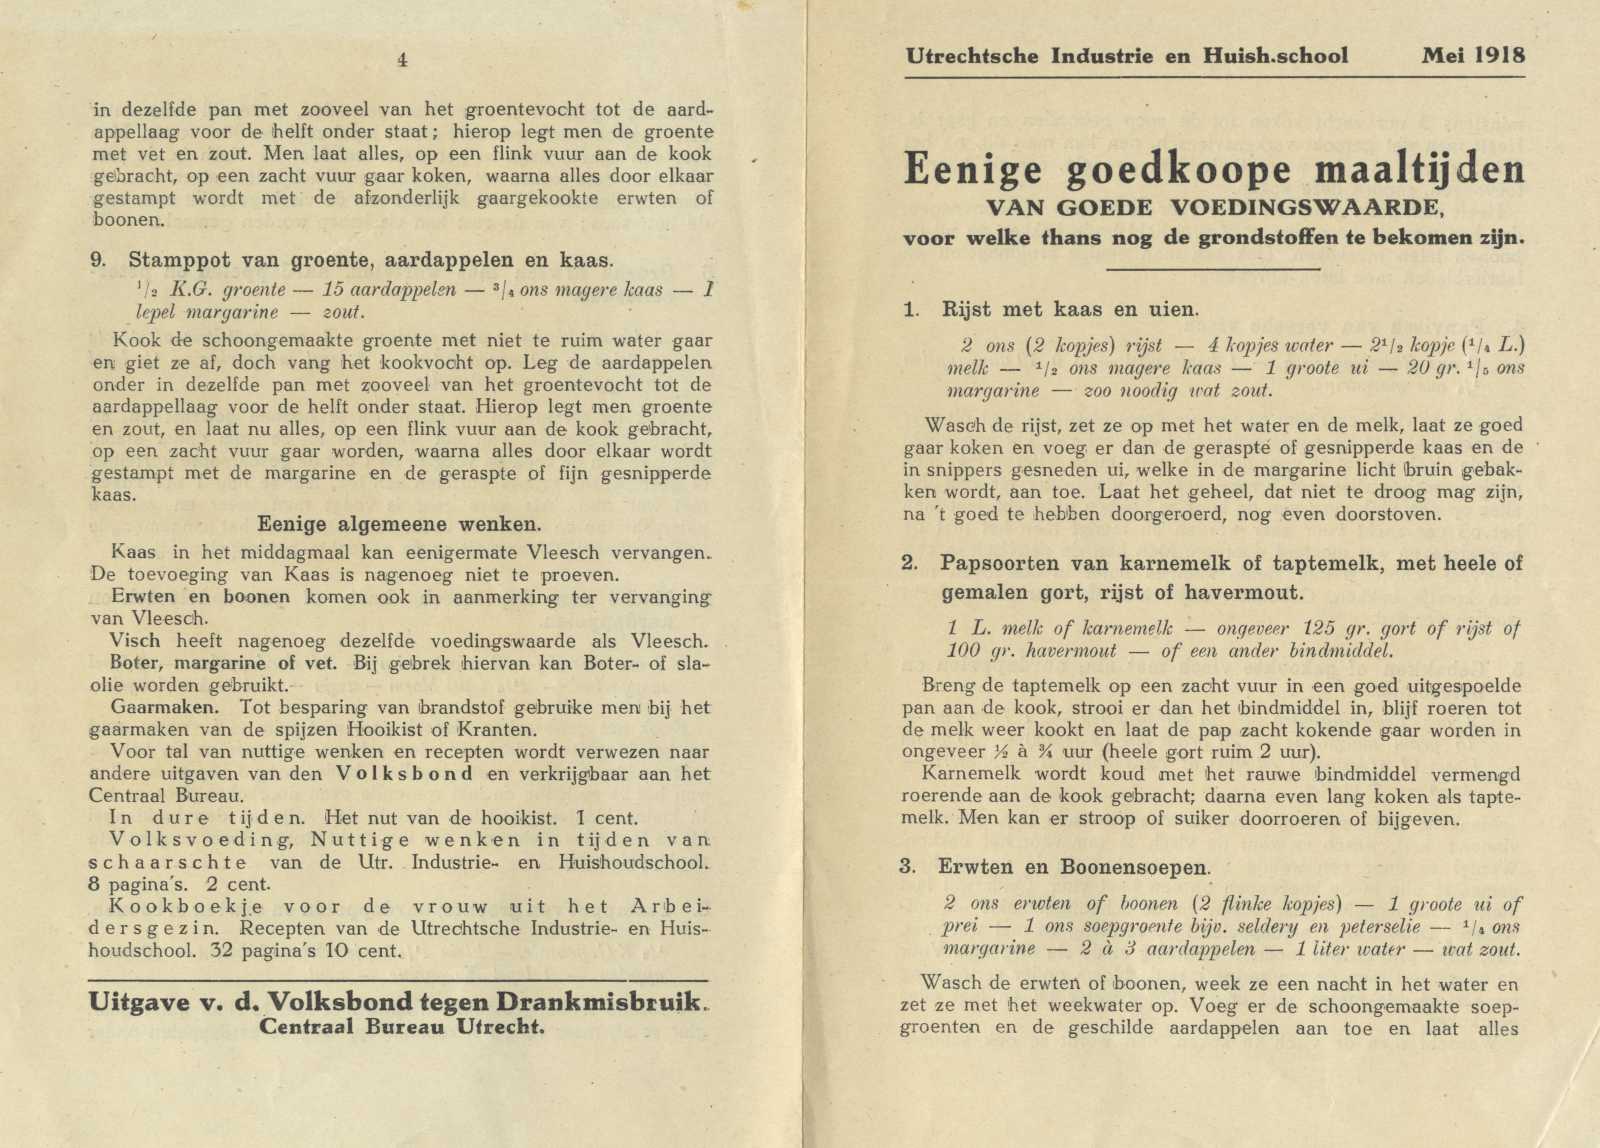 4
in dezelfde pan met zooveel van het groentevocht tot de aard-
appellaag voor de helft onder staat; hierop legt men de groente
met vet en zout. Men laat alles, op een flink vuur aan de kook
gebracht, op een zacht vuur gaar koken, waarna alles door elkaar
gestampt wordt met de afzonderlijk gaargekookte erwten of
boonen.
9. Stamppot van groente, aardappelen en kaas.
1/2 K.G. groente — 15 aardappelen — 3/4 ons magere kaas — 1
lepel margarine — zout.
Kook de schoongemaakte groente met niet te ruim water gaar
en giet ze af, doch vang het kookvocht op. Leg de aardappelen
onder in dezelfde pan met zooveel van het groentevocht tot de
aardappellaag voor de helft onder staat. Hierop legt men groente
en zout, en laat nu alles, op een flink vuur aan de kook gebracht,
op een zacht vuur gaar worden, waarna alles door elkaar wordt
gestampt met de margarine en de geraspte of fijn gesnipperde
kaas.
Eenige algemeene wenken.
Kaas in het middagmaal kan eenigermate Vleesch vervangen.
De toevoeging van Kaas is nagenoeg niet te proeven.
Erwten en boonen komen ook in aanmerking ter vervanging
van Vleesch.
Visch heeft nagenoeg dezelfde voedingswaarde als Vleesch.
Boter, margarine of vet. Bij gebrek hiervan kan Boter- of sla-
olie worden gebruikt.
Gaarmaken. Tot besparing van brandstof gebruike men bij het
gaarmaken van de spijzen Hooikist of Kranten.
Voor tal van nuttige wenken en recepten wordt verwezen naar
andere uitgaven van den Volksbond en verkrijgbaar aan het
Centraal Bureau.
In dure tijden. Het nut van de hooikist. 1 cent.
Volksvoeding, Nuttige wenken in tijden van
schaarschte van de Utr. Industrie- en Huishoudschool.
8 pagina's. 2 cent.
Kookboekje voor de vrouw uit het Arbei-
dersgezin. Recepten van de Utrechtsche Industrie- en Huis-
houdschool. 32 pagina's 10 cent.
Uitgave v. d. Volksbond tegen Drankmisbruik.
Centraal Bureau Utrecht.
Utrechtsche Industrie en Huish.school Mei 1918
Eenige goedkoope maaltijden
VAN GOEDE VOEDINGSWAARDE,
voor welke thans nog de grondstoffen te bekomen zijn.
1. Rijst met kaas en uien.
2 ons (2 kopjes) rijst — 4 kopjes water — 2 1/2 kopje (1/4 L.)
melk — 1/2 ons magere kaas — 1 groote ui — 20 gr. 1/5 ons
margarine — zoo noodig wat zout.
Wasch de rijst, zet ze op met het water en de melk, laat ze goed
gaar koken en voeg er dan de geraspte of gesnipperde kaas en de
in snippers gesneden ui, welke in de margarine licht bruin gebak-
ken wordt, aan toe. Laat het geheel, dat niet te droog mag zijn,
na 't goed te hebben doorgeroerd, nog even doorstoven.
2. Papsoorten van karnemelk of taptemelk, met heele of
gemalen gort, rijst of havermout.
1 L. melk of karnemelk — ongeveer 125 gr. gort of rijst of
100 gr. havermout — of een ander bindmiddel.
Breng de taptemelk op een zacht vuur in een goed uitgespoelde
pan aan de kook, strooi er dan het bindmiddel in, blijf roeren tot
de melk weer kookt en laat de pap zacht kokende gaar worden in
ongeveer ½ à ¾ uur (heele gort ruim 2 uur).
Karnemelk wordt koud met het rauwe bindmiddel vermengd
roerende aan de kook gebracht; daarna even lang koken als tapte-
melk. Men kan er stroop of suiker doorroeren of bijgeven.
3. Erwten en Boonensoepen.
2 ons erwten of boonen (2 flinke kopjes) — 1 groote ui of
prei — 1 ons soepgroente bijv. seldery en peterselie — 1/4 ons
margarine — 2 à 3 aardappelen — 1 liter water — wat zout.
Wasch de erwten of boonen, week ze een nacht in het water en
zet ze met het weekwater op. Voeg er de schoongemaakte soep-
groenten en de geschilde aardappelen aan toe en laat alles